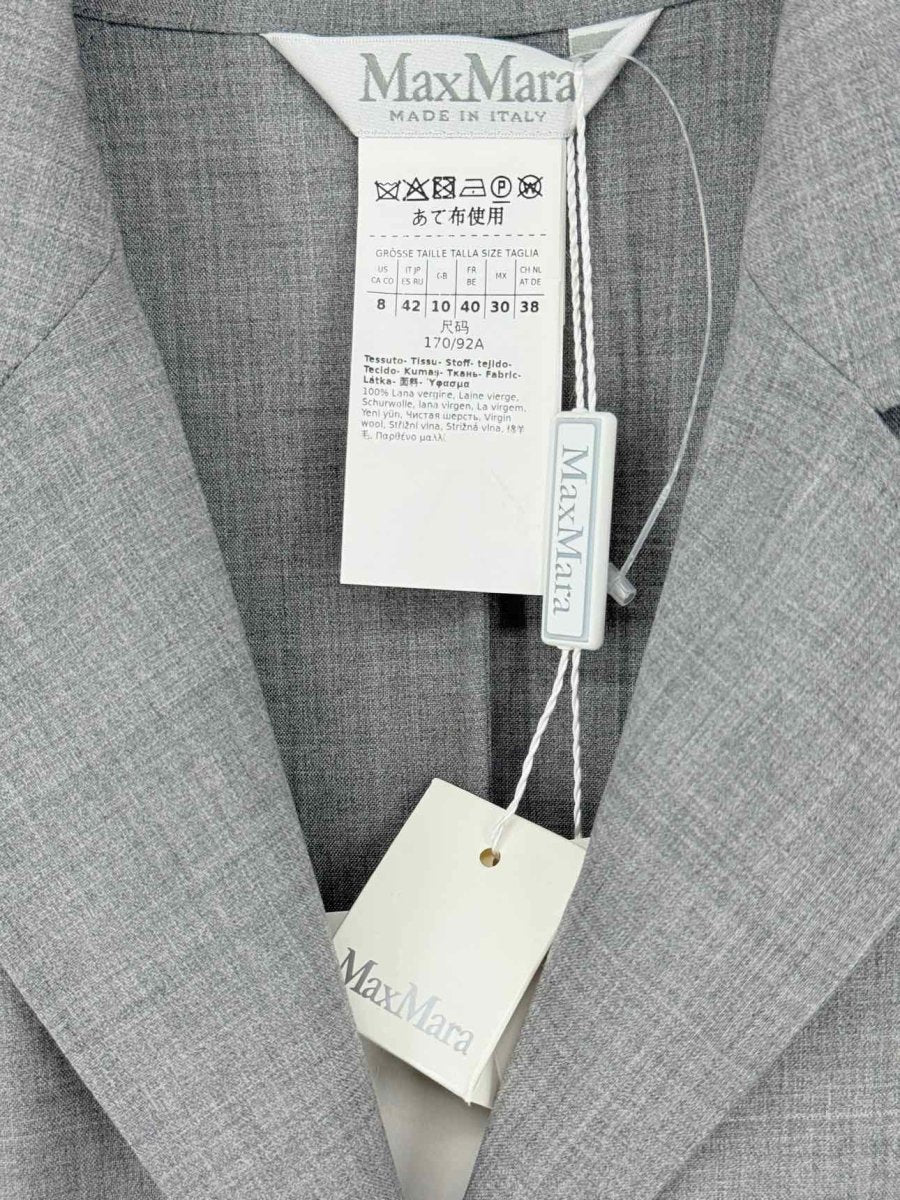 MaxMara
MADE IN ITALY
P W
あて布使用
GRÖSSE TAILLE TALLA SIZE TAGLIA
US CA CO IT JP ES RU GB FR BE MX CH NL AT DE
8 42 10 40 30 38
尺码
170/92A
Tessuto- Tissu- Stoff- tejido-
Tecido- Kumaş- Ткань- Fabric-
Látka- 面料- Ύφασμα
100% Lana vergine, Laine vierge,
Schurwolle, lana virgen, La virgem,
Yeni yün, Чистая шерсть, Virgin
wool, Střižní vlna, Strižná vlna, 绵羊
毛, Παρθένο μαλλί
MaxMara
MaxMara